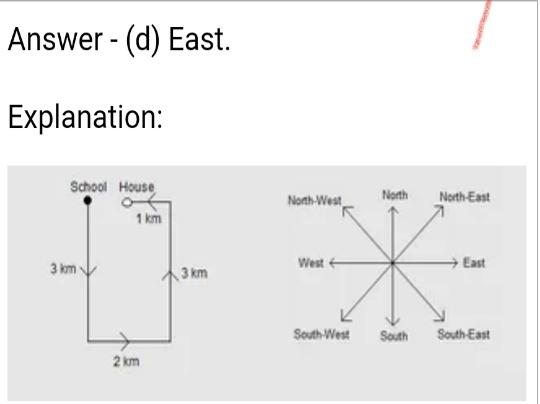 Answer - (d) East.
Explanation:
School House
1 km
3 km
3 km
2 km
North-West North North-East
West East
South-West South South-East